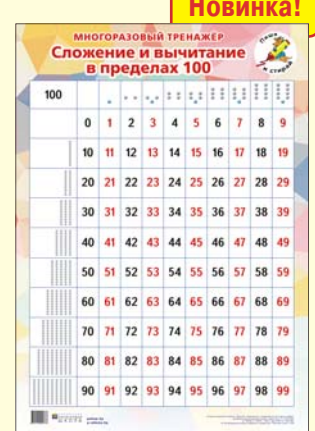 Новинка!
МНОГОРАЗОВЫЙ ТРЕНАЖЁР
Сложение и вычитание
в пределах 100
Пиши и стирай
100
0 1 2 3 4 5 6 7 8 9
10 11 12 13 14 15 16 17 18 19
20 21 22 23 24 25 26 27 28 29
30 31 32 33 34 35 36 37 38 39
40 41 42 43 44 45 46 47 48 49
50 51 52 53 54 55 56 57 58 59
60 61 62 63 64 65 66 67 68 69
70 71 72 73 74 75 76 77 78 79
80 81 82 83 84 85 86 87 88 89
90 91 92 93 94 95 96 97 98 99